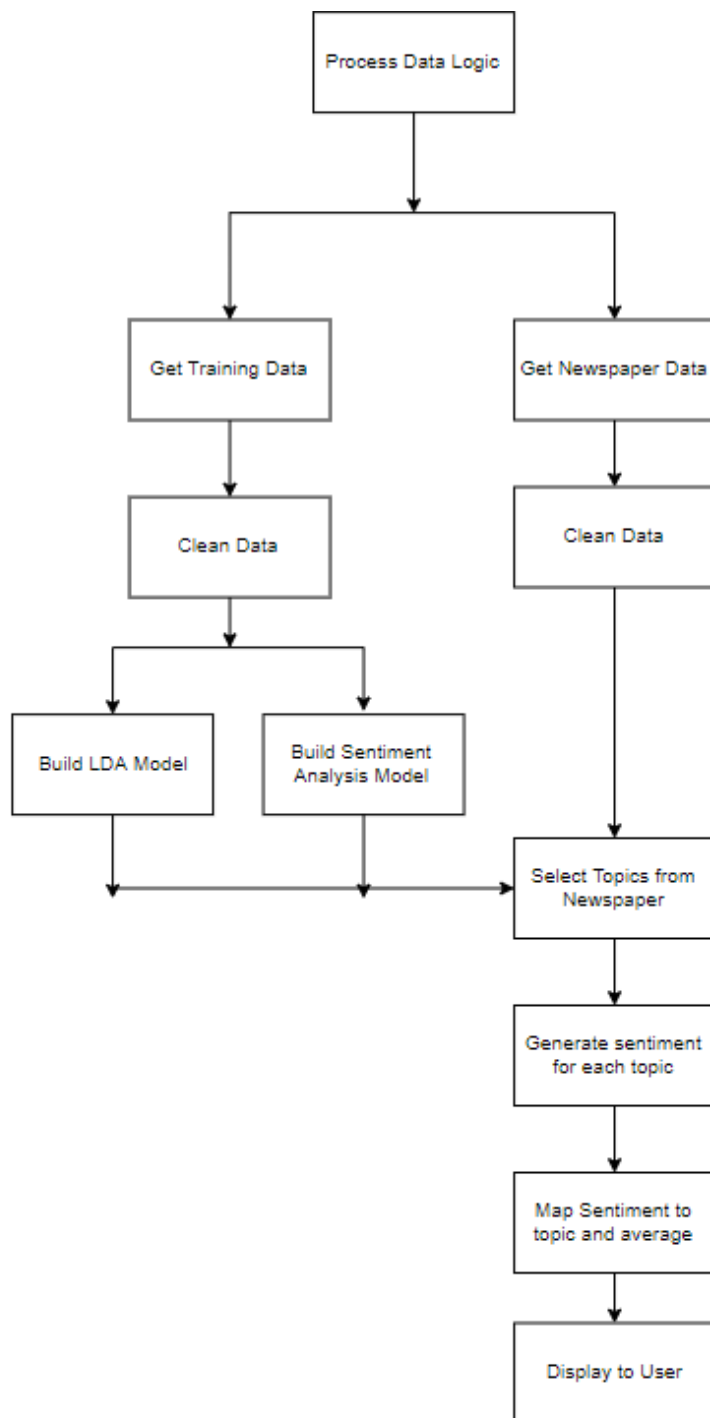 Process Data Logic
Get Training Data
Get Newspaper Data
Clean Data
Clean Data
Build LDA Model
Build Sentiment
Analysis Model
Select Topics from
Newspaper
Generate sentiment
for each topic
Map Sentiment to
topic and average
Display to User